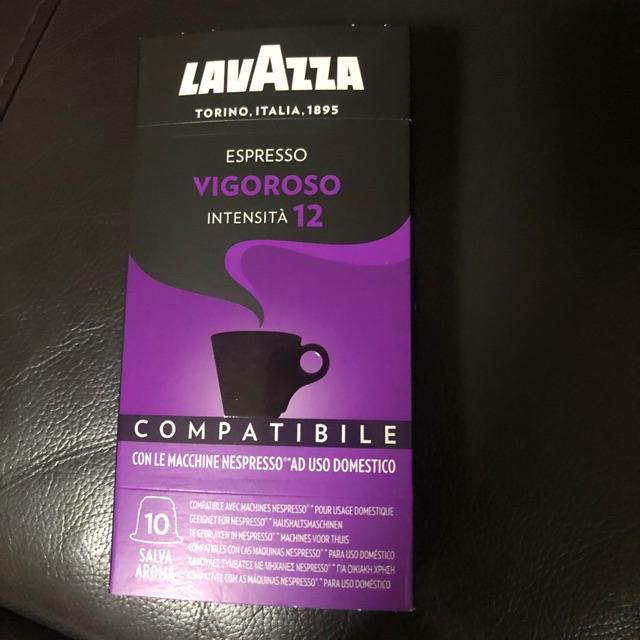 LAVAZZA
TORINO, ITALIA, 1895
ESPRESSO
VIGOROSO
INTENSITÀ 12
COMPATIBILE
CON LE MACCHINE NESPRESSO®* AD USO DOMESTICO
10
SALVA
AROMA
COMPATIBLE AVEC MACHINES NESPRESSO®* POUR USAGE DOMESTIQUE
GEEIGNET FÜR NESPRESSO®* HAUSHALTSMASCHINEN
TE GEBRUIKEN IN NESPRESSO®* MACHINES VOOR THUIS
COMPATIBLES CON LAS MÁQUINAS NESPRESSO®* PARA USO DOMÉSTICO
ΚΑΨΟΥΛΕΣ ΣΥΜΒΑΤΕΣ ΜΕ ΜΗΧΑΝΕΣ NESPRESSO®* ΓΙΑ ΟΙΚΙΑΚΗ ΧΡΗΣΗ
COMPATÍVEL COM AS MÁQUINAS NESPRESSO®* PARA USO DOMÉSTICO